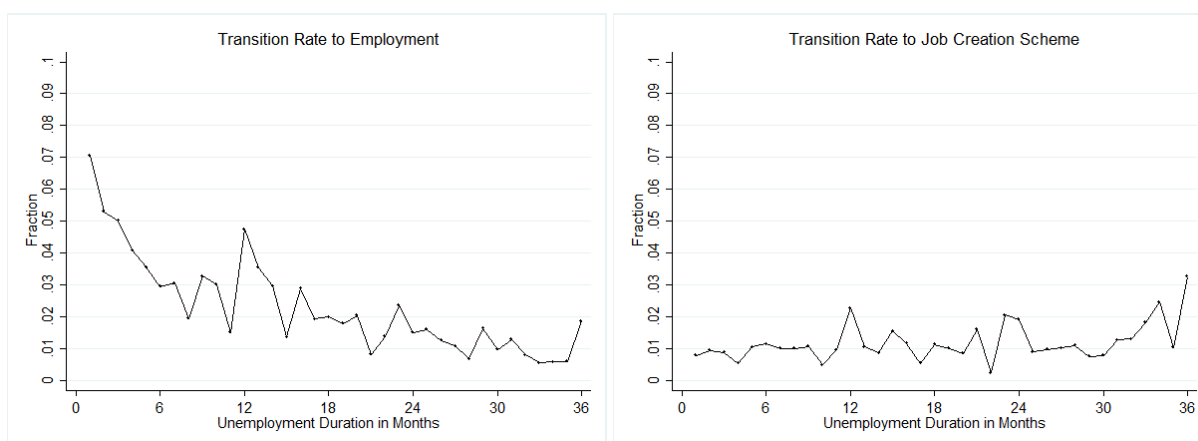 Transition Rate to Employment
.1
.09
.08
.07
.06
.05
.04
.03
.02
.01
0
Fraction
0 6 12 18 24 30 36
Unemployment Duration in Months
Transition Rate to Job Creation Scheme
.1
.09
.08
.07
.06
.05
.04
.03
.02
.01
0
Fraction
0 6 12 18 24 30 36
Unemployment Duration in Months